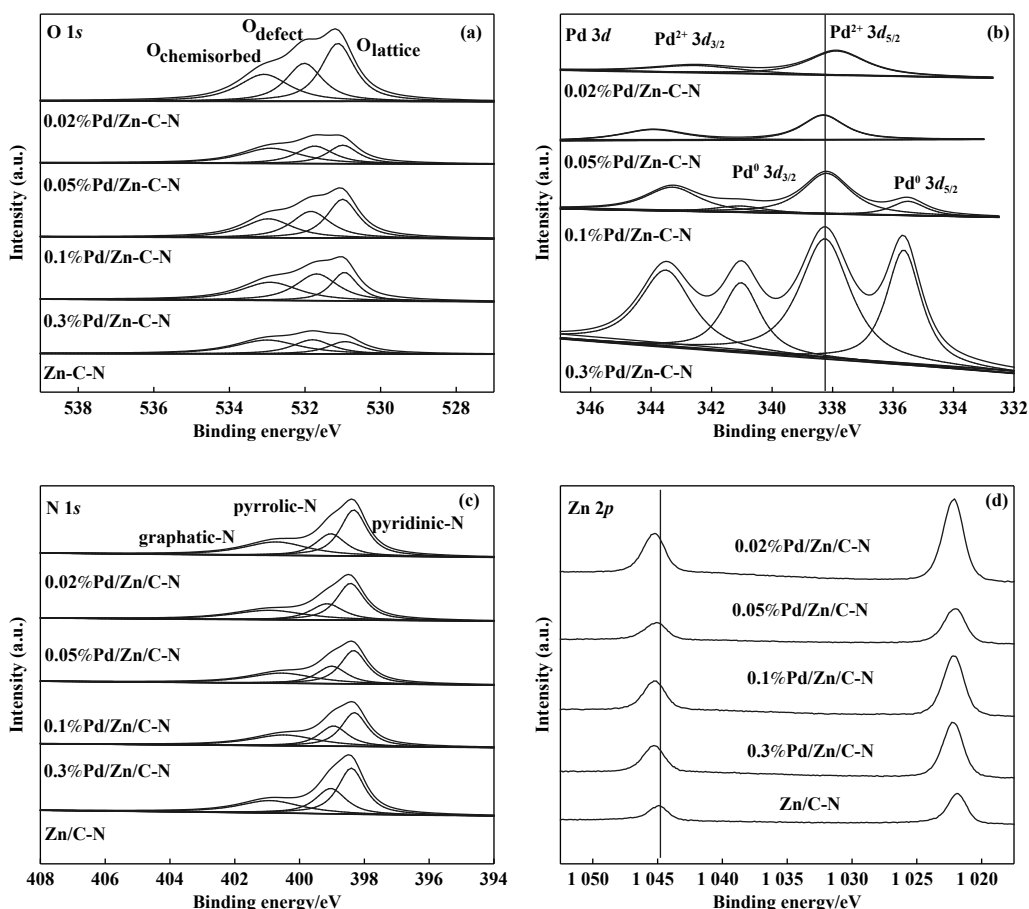 O 1s
(a)
O_defect
O_chemisorbed
O_lattice
0.02%Pd/Zn-C-N
0.05%Pd/Zn-C-N
0.1%Pd/Zn-C-N
0.3%Pd/Zn-C-N
Zn-C-N
Intensity (a.u.)
538 536 534 532 530 528
Binding energy/eV
Pd 3d
(b)
Pd²⁺ 3d₃/₂
Pd²⁺ 3d₅/₂
0.02%Pd/Zn-C-N
0.05%Pd/Zn-C-N
Pd⁰ 3d₃/₂
Pd⁰ 3d₅/₂
0.1%Pd/Zn-C-N
0.3%Pd/Zn-C-N
Intensity (a.u.)
346 344 342 340 338 336 334 332
Binding energy/eV
N 1s
(c)
pyrrolic-N
graphatic-N
pyridinic-N
0.02%Pd/Zn/C-N
0.05%Pd/Zn/C-N
0.1%Pd/Zn/C-N
0.3%Pd/Zn/C-N
Zn/C-N
Intensity (a.u.)
408 406 404 402 400 398 396 394
Binding energy/eV
Zn 2p
(d)
0.02%Pd/Zn/C-N
0.05%Pd/Zn/C-N
0.1%Pd/Zn/C-N
0.3%Pd/Zn/C-N
Zn/C-N
Intensity (a.u.)
1 050 1 045 1 040 1 035 1 030 1 025 1 020
Binding energy/eV